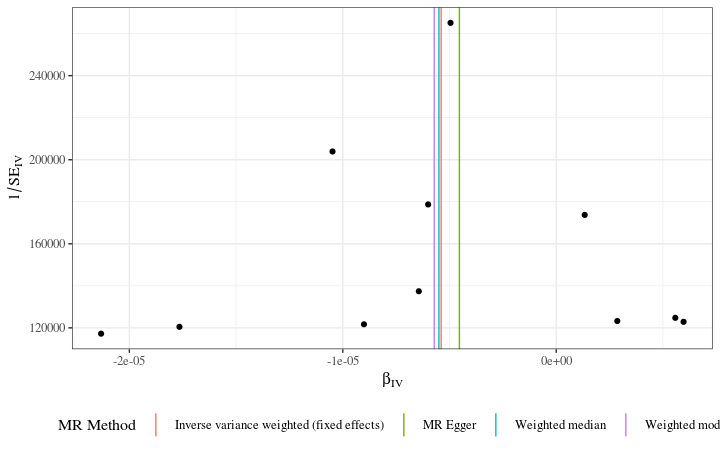 1/SE_IV
240000
200000
160000
120000
-2e-05 -1e-05 0e+00
β_IV
MR Method Inverse variance weighted (fixed effects) MR Egger Weighted median Weighted mod